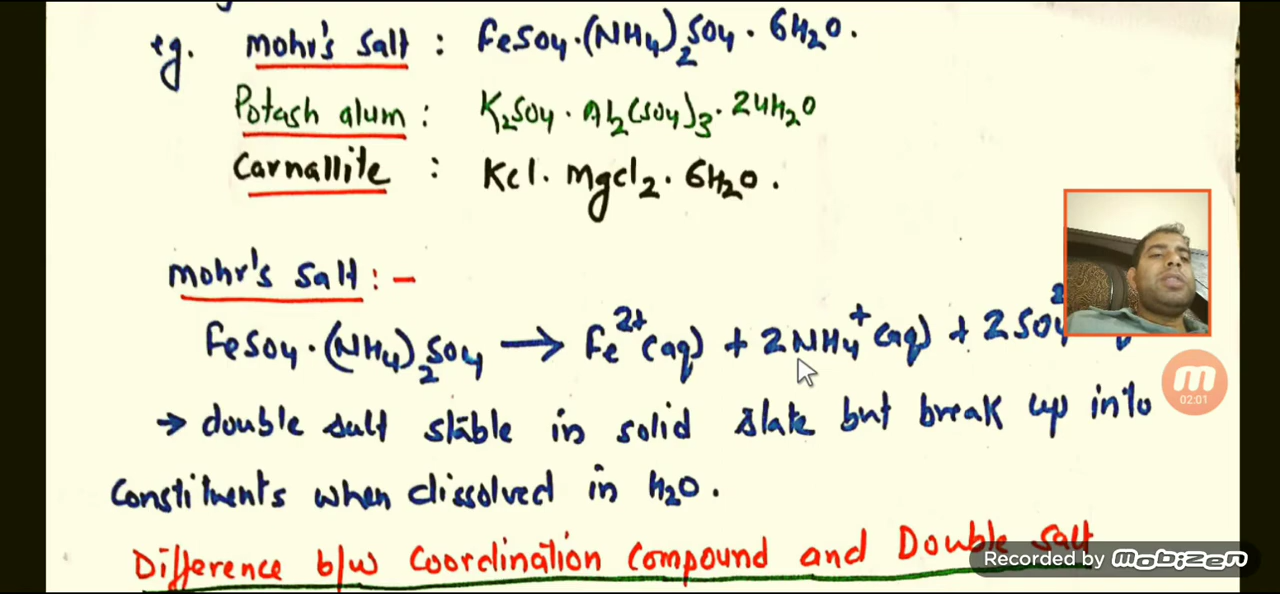 eg. Mohr's Salt : FeSO4·(NH4)2SO4·6H2O.
Potash alum : K2SO4·Al2(SO4)3·24H2O
Carnallite : KCl·MgCl2·6H2O.
Mohr's Salt :-
FeSO4·(NH4)2SO4 → Fe2+(aq) + 2NH4+(aq) + 2SO4
→ double salt stable in solid state but break up into
Constituents when dissolved in H2O.
Difference b/w Coordination Compound and Double Salt
02:01
Recorded by Mobizen